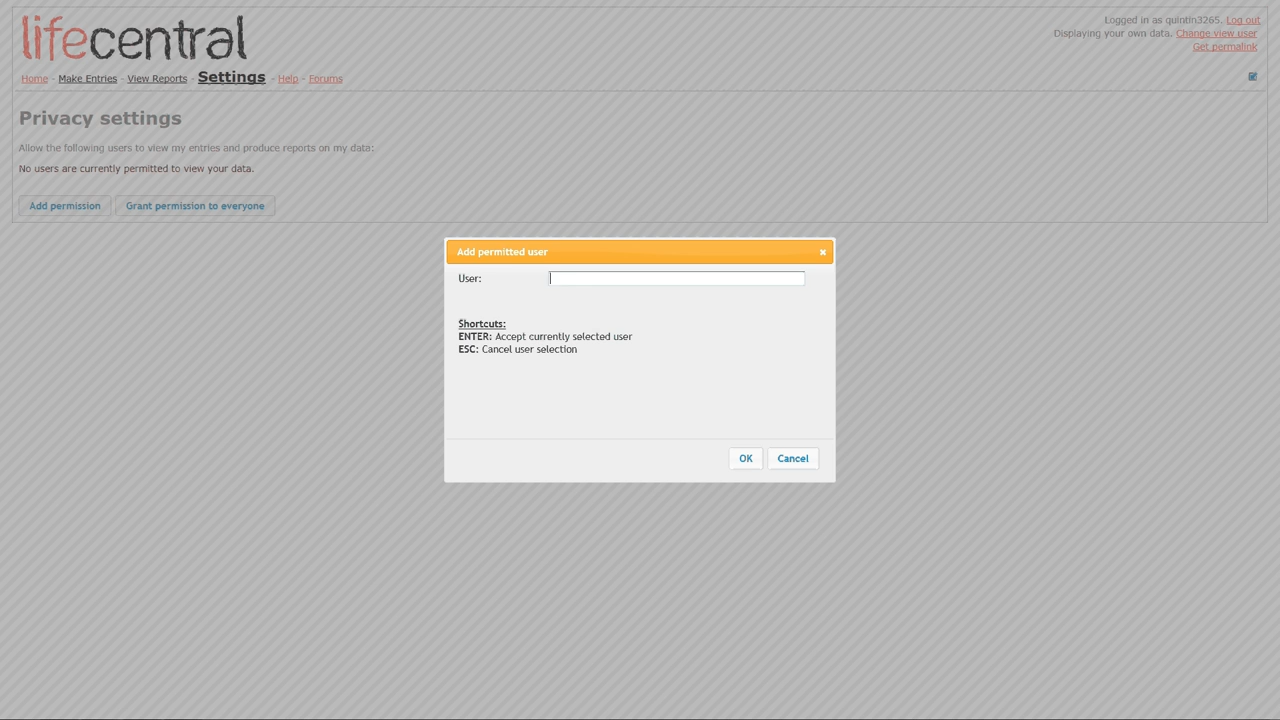 lifecentral
Logged in as quintin3265. Log out
Displaying your own data. Change view user
Get permalink
Home - Make Entries - View Reports - Settings - Help - Forums
Privacy settings
Allow the following users to view my entries and produce reports on my data:
No users are currently permitted to view your data.
Add permission Grant permission to everyone
Add permitted user
User:
Shortcuts:
ENTER: Accept currently selected user
ESC: Cancel user selection
OK Cancel